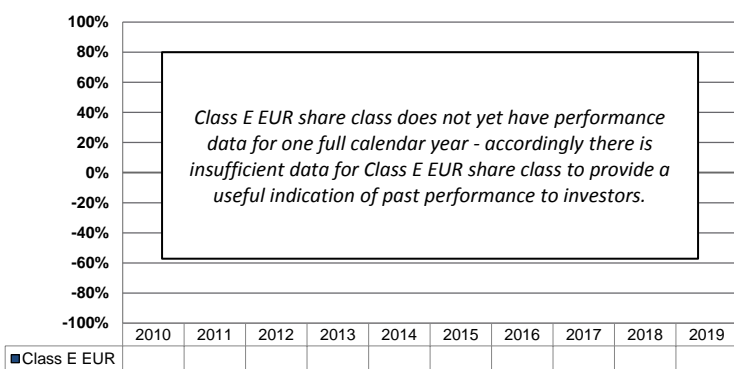 100%
80%
60%
40%
20%
0%
-20%
-40%
-60%
-80%
-100%
Class E EUR share class does not yet have performance
data for one full calendar year - accordingly there is
insufficient data for Class E EUR share class to provide a
useful indication of past performance to investors.
2010 2011 2012 2013 2014 2015 2016 2017 2018 2019
Class E EUR